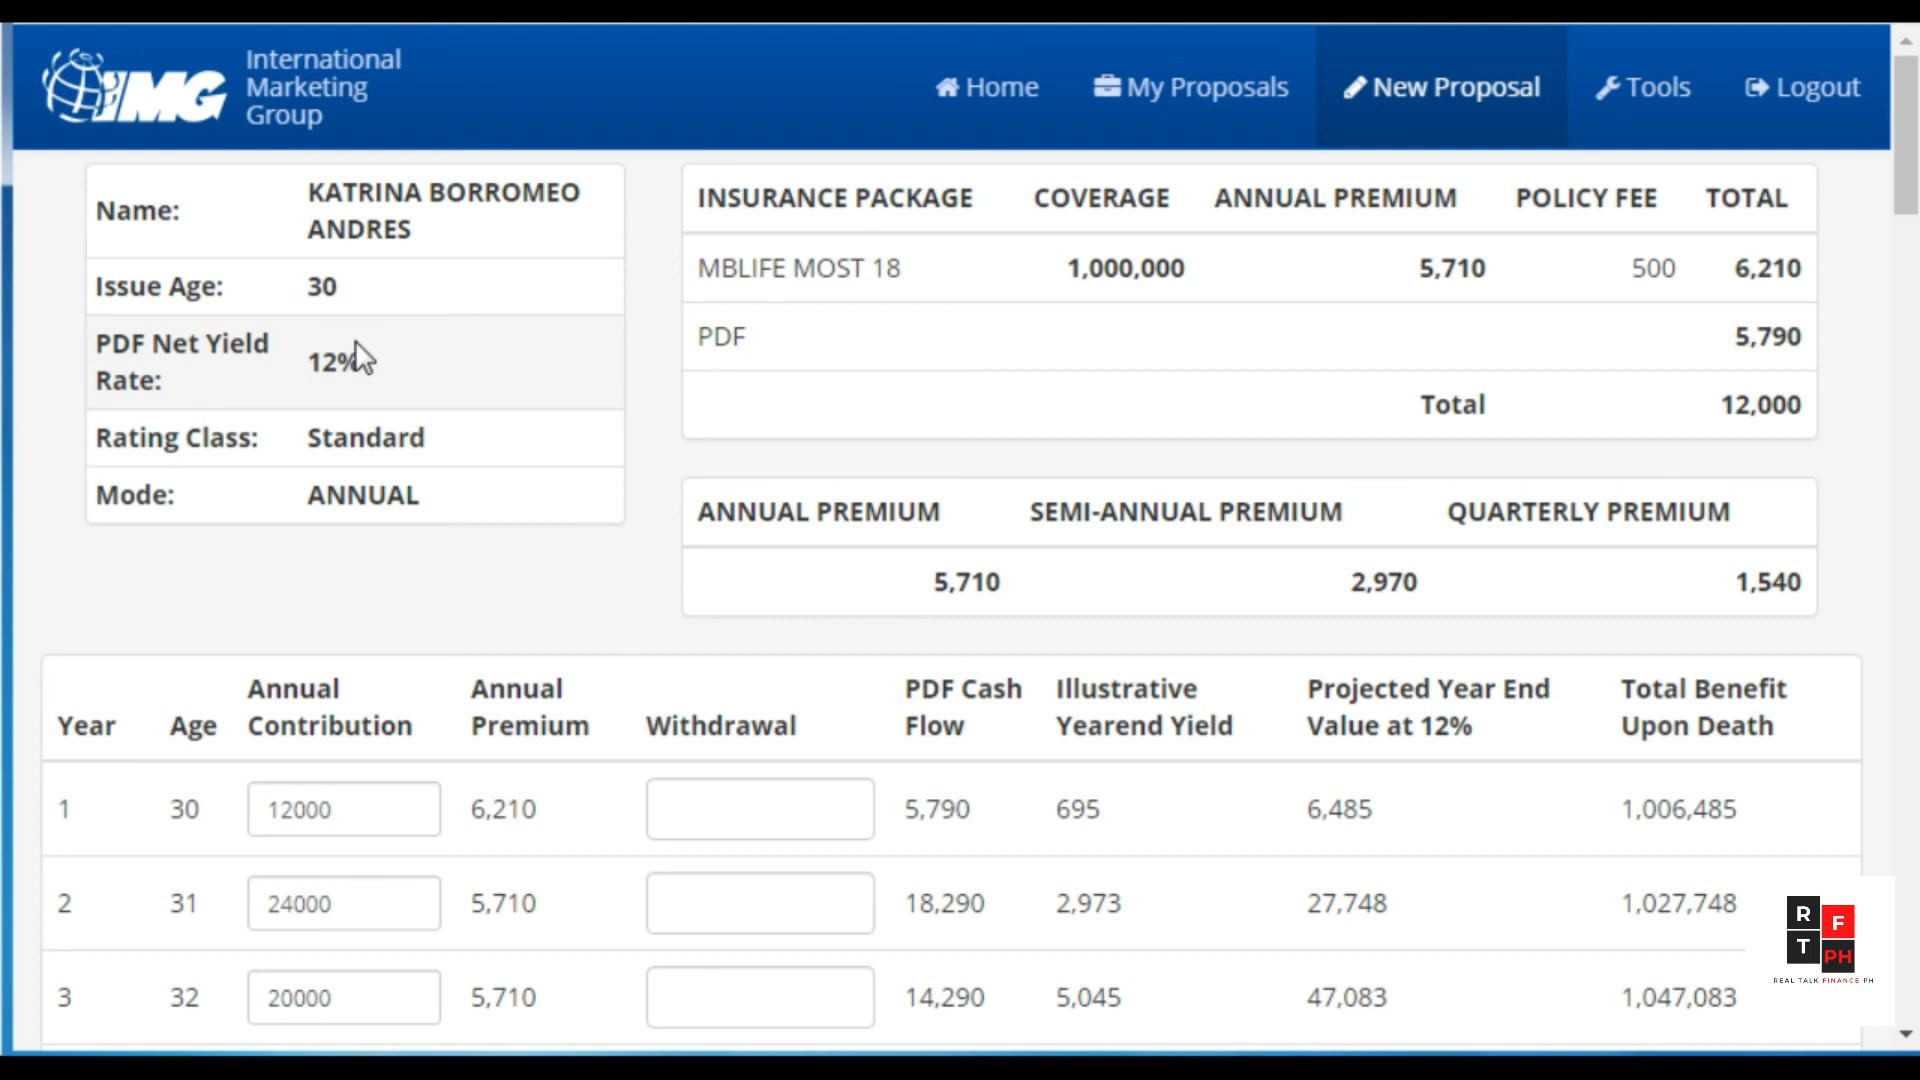 IMG
International
Marketing
Group
Home
My Proposals
New Proposal
Tools
Logout
Name: KATRINA BORROMEO
ANDRES
Issue Age: 30
PDF Net Yield
Rate: 12%
Rating Class: Standard
Mode: ANNUAL
INSURANCE PACKAGE COVERAGE ANNUAL PREMIUM POLICY FEE TOTAL
MBLIFE MOST 18 1,000,000 5,710 500 6,210
PDF 5,790
Total 12,000
ANNUAL PREMIUM SEMI-ANNUAL PREMIUM QUARTERLY PREMIUM
5,710 2,970 1,540
Year Age Annual Contribution Annual Premium Withdrawal PDF Cash Flow Illustrative Yearend Yield Projected Year End Value at 12% Total Benefit Upon Death
1 30 12000 6,210 5,790 695 6,485 1,006,485
2 31 24000 5,710 18,290 2,973 27,748 1,027,748
3 32 20000 5,710 14,290 5,045 47,083 1,047,083
R F
T PH
REAL TALK FINANCE PH